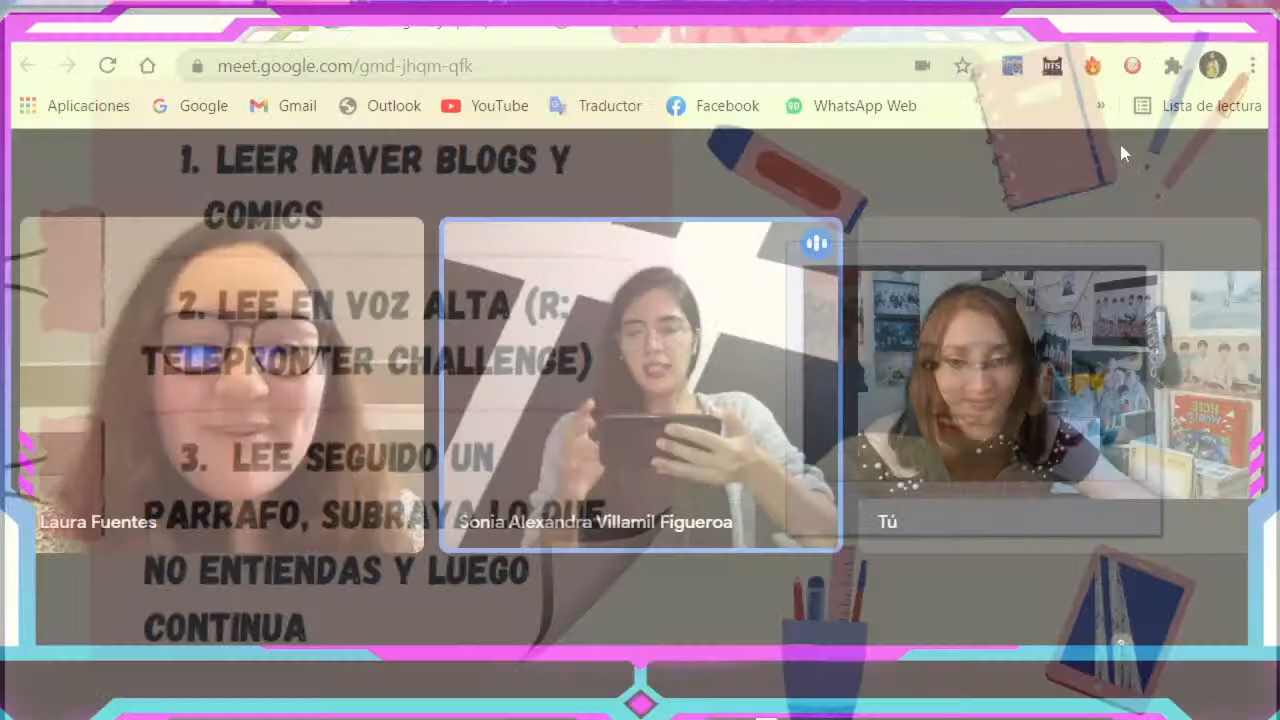 meet.google.com/gmd-jhqm-qfk
BTS
Aplicaciones Google Gmail Outlook YouTube Traductor Facebook WhatsApp Web » Lista de lectura
1. LEER NAVER BLOGS Y
COMICS
2. LEE EN VOZ ALTA (R:
TELEPRONTER CHALLENGE)
3. LEE SEGUIDO UN
PARRAFO, SUBRAYA LO QUE
NO ENTIENDAS Y LUEGO
CONTINUA
Laura Fuentes
Sonia Alexandra Villamil Figueroa
Tú